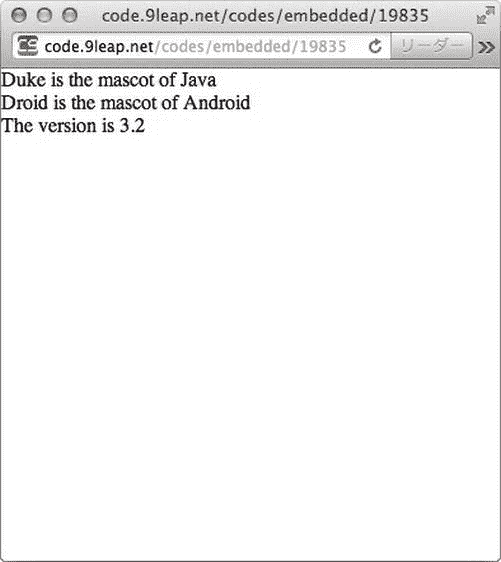 code.9leap.net/codes/embedded/19835
code.9leap.net/codes/embedded/19835 リーダー »
Duke is the mascot of Java
Droid is the mascot of Android
The version is 3.2